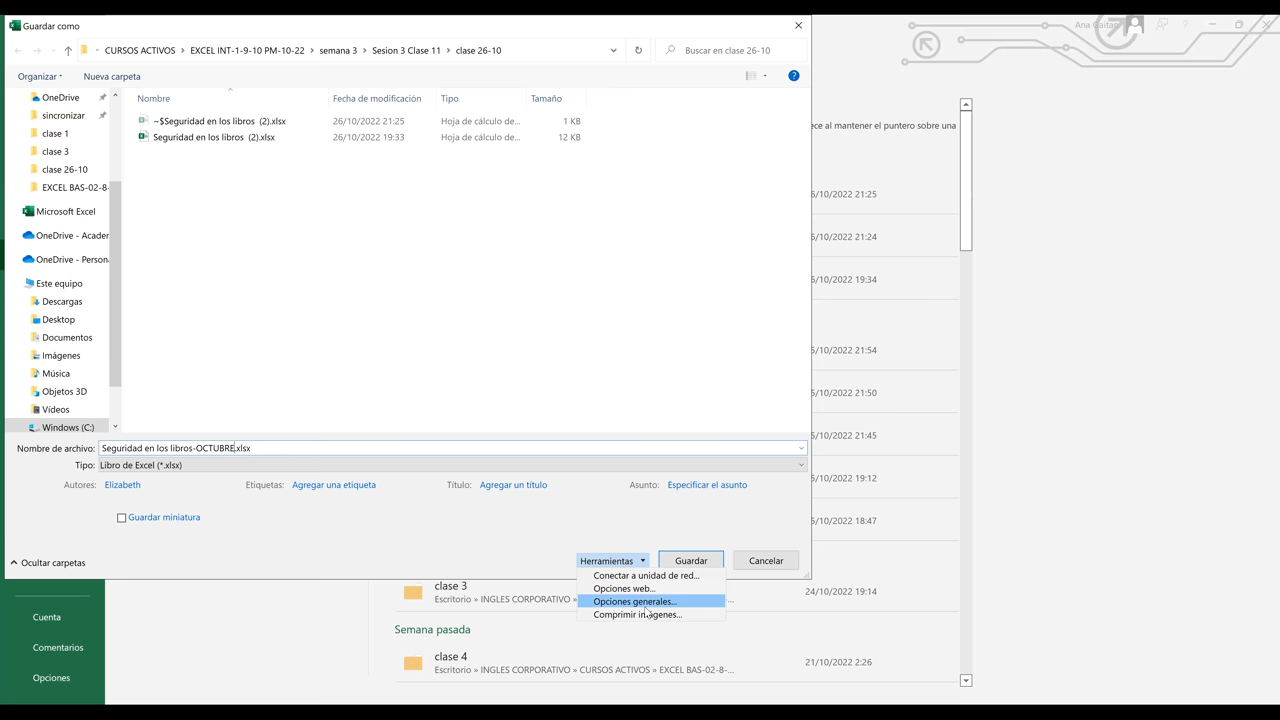 Guardar como
Ana Gaitan
CURSOS ACTIVOS > EXCEL INT-1-9-10 PM-10-22 > semana 3 > Sesion 3 Clase 11 > clase 26-10
Buscar en clase 26-10
Organizar
Nueva carpeta
?
OneDrive
sincronizar
clase 1
clase 3
clase 26-10
EXCEL BAS-02-8-
Microsoft Excel
OneDrive - Acader
OneDrive - Persona
Este equipo
Descargas
Desktop
Documentos
Imágenes
Música
Objetos 3D
Vídeos
Windows (C:)
Nombre Fecha de modificación Tipo Tamaño
~$Seguridad en los libros (2).xlsx 26/10/2022 21:25 Hoja de cálculo de... 1 KB
Seguridad en los libros (2).xlsx 26/10/2022 19:33 Hoja de cálculo de... 12 KB
ece al mantener el puntero sobre una
6/10/2022 21:25
6/10/2022 21:24
6/10/2022 19:34
5/10/2022 21:54
5/10/2022 21:50
5/10/2022 21:45
5/10/2022 19:12
5/10/2022 18:47
Nombre de archivo: Seguridad en los libros-OCTUBRE.xlsx
Tipo: Libro de Excel (*.xlsx)
Autores: Elizabeth Etiquetas: Agregar una etiqueta Título: Agregar un título Asunto: Especificar el asunto
Guardar miniatura
Ocultar carpetas
Herramientas Guardar Cancelar
Conectar a unidad de red...
Opciones web...
Opciones generales...
Comprimir imágenes...
clase 3
Escritorio » INGLES CORPORATIVO »
...
24/10/2022 19:14
Semana pasada
clase 4
Escritorio » INGLES CORPORATIVO » CURSOS ACTIVOS » EXCEL BAS-02-8-...
21/10/2022 2:26
Cuenta
Comentarios
Opciones